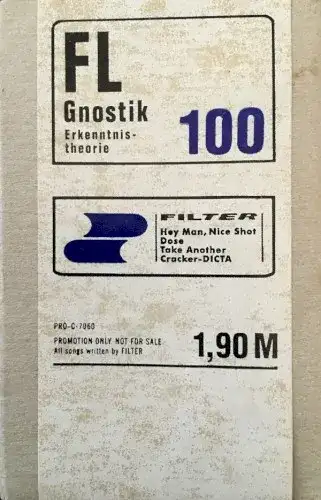 FL
Gnostik
Erkenntnis-
theorie
100
FILTER
Hey Man, Nice Shot
Dose
Take Another
Cracker-DICTA
PRO-C-7060
PROMOTION ONLY NOT FOR SALE
All songs written by FILTER
1,90 M